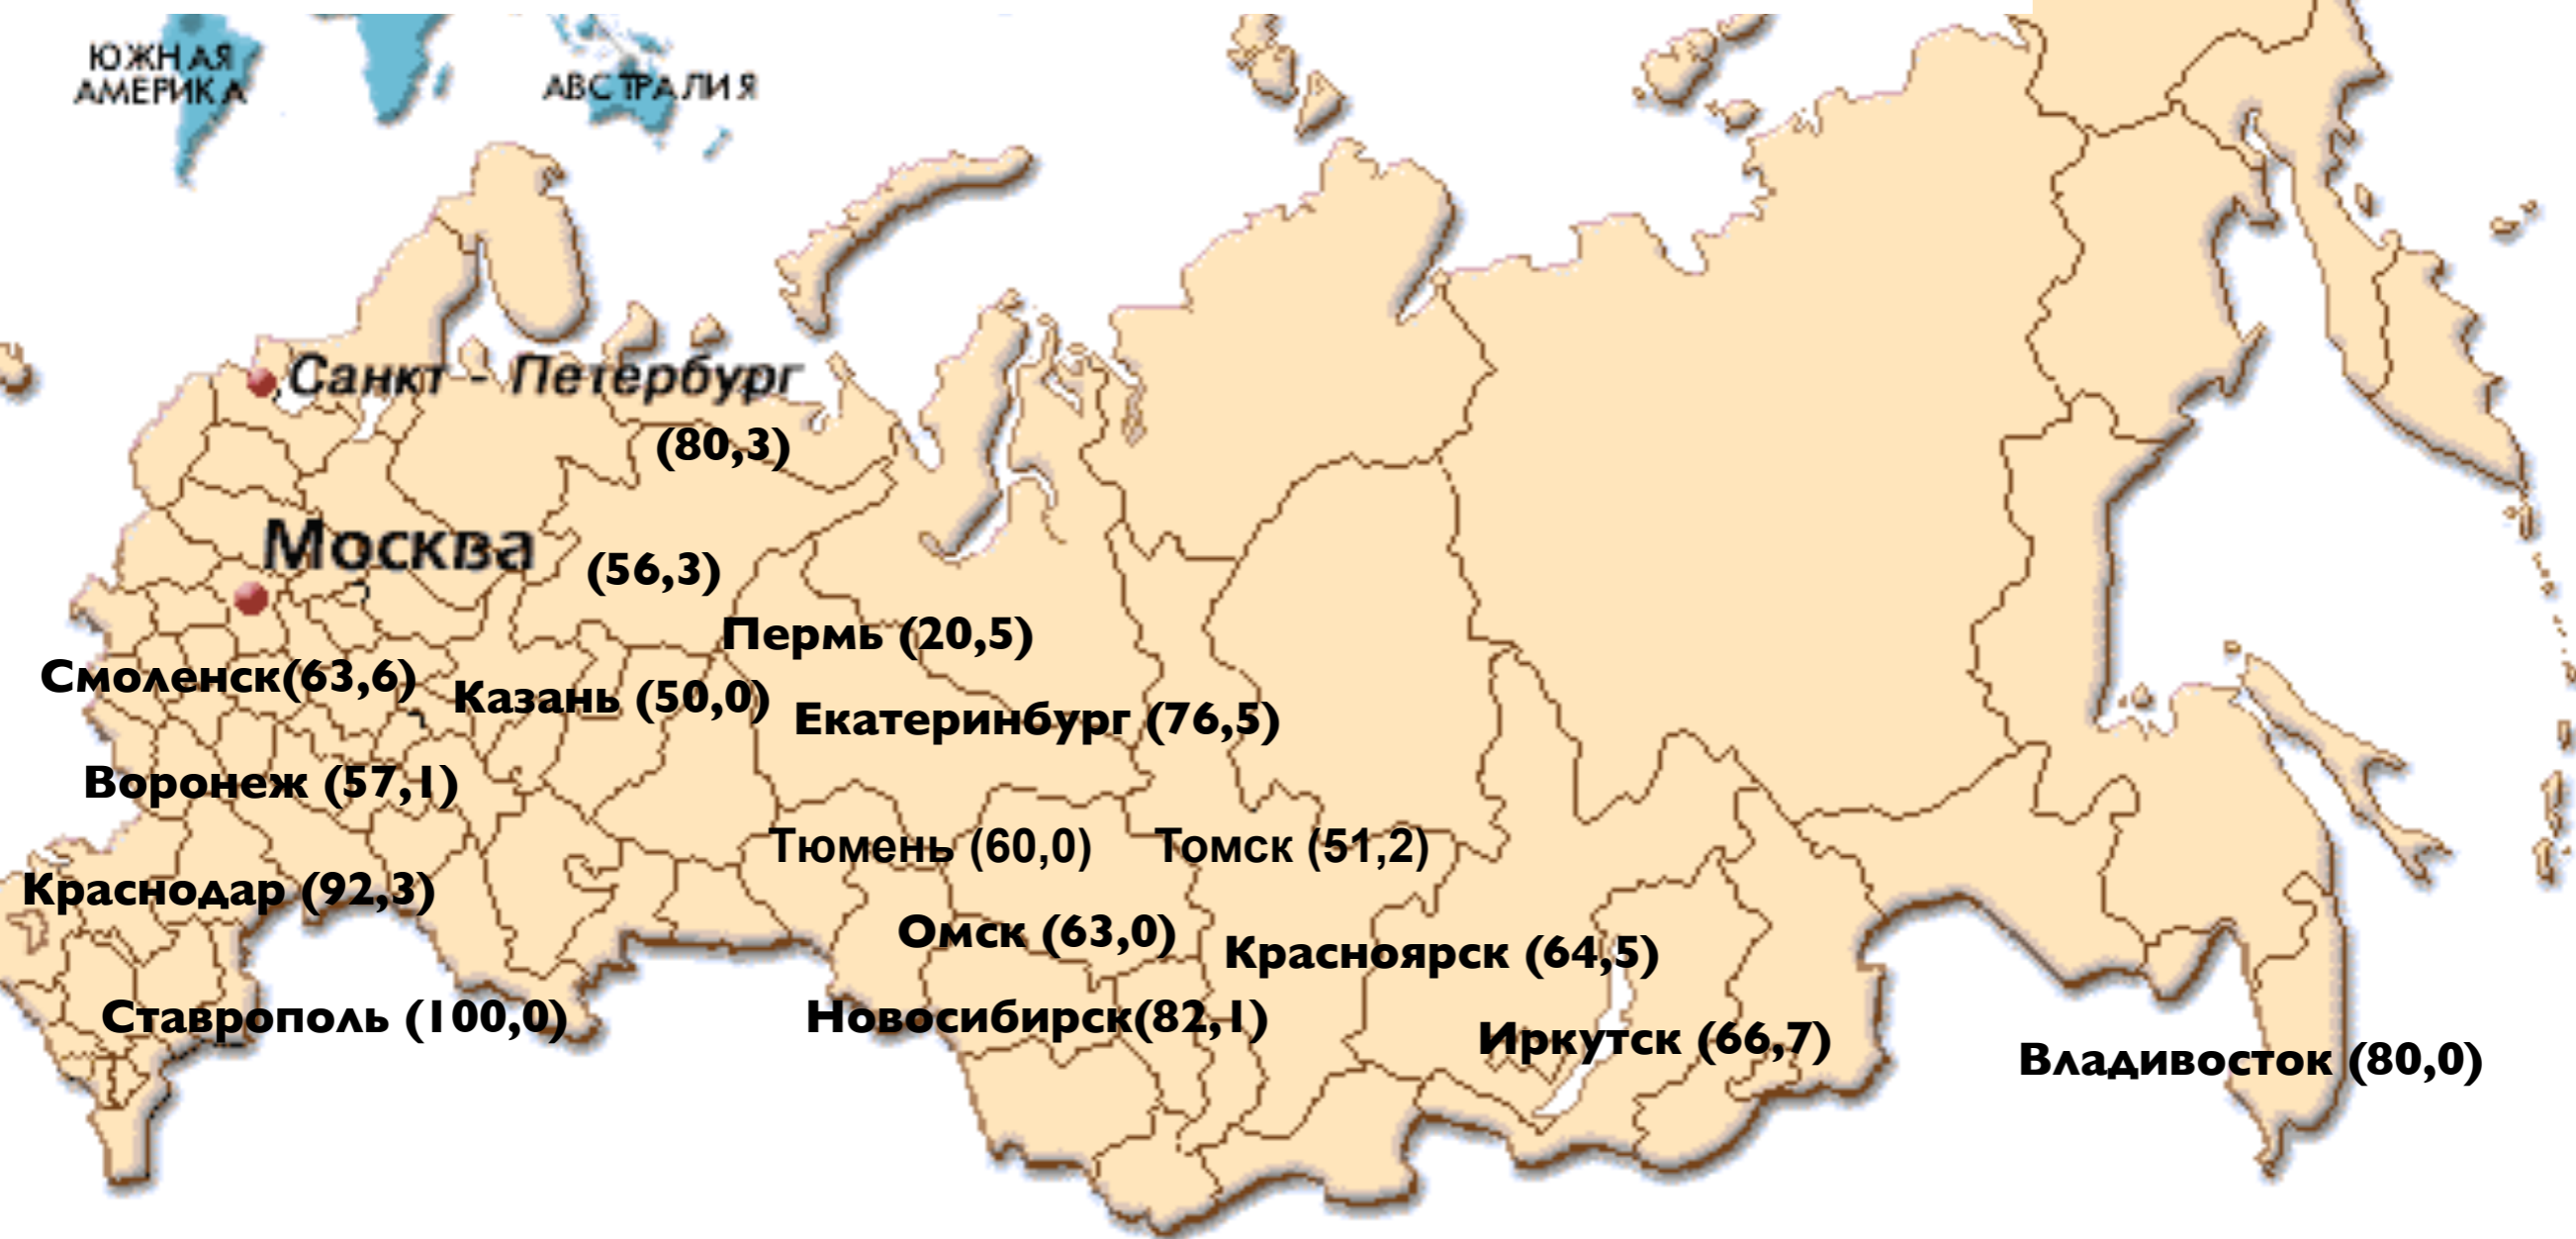 ЮЖНАЯ
АМЕРИКА
АВСТРАЛИЯ
Санкт - Петербург
(80,3)
Москва
(56,3)
Пермь (20,5)
Смоленск(63,6)
Казань (50,0)
Екатеринбург (76,5)
Воронеж (57,1)
Тюмень (60,0)
Томск (51,2)
Краснодар (92,3)
Омск (63,0)
Красноярск (64,5)
Ставрополь (100,0)
Новосибирск(82,1)
Иркутск (66,7)
Владивосток (80,0)